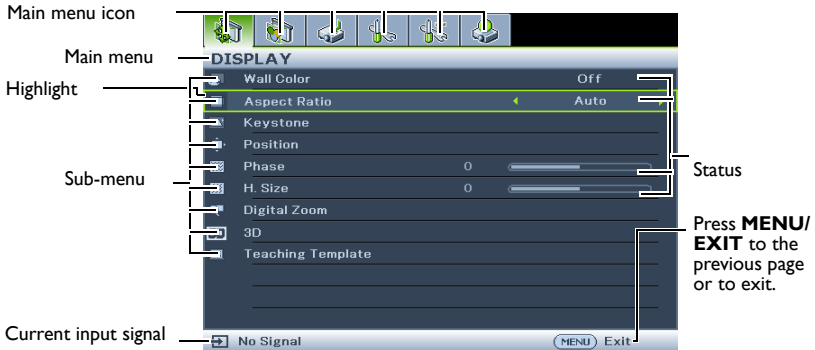 Main menu icon
Main menu
DISPLAY
Highlight
Wall Color Off
Aspect Ratio Auto
Keystone
Position
Sub-menu
Phase 0
H. Size 0
Status
Digital Zoom
3D
Teaching Template
Press MENU/
EXIT to the
previous page
or to exit.
Current input signal
No Signal
MENU Exit